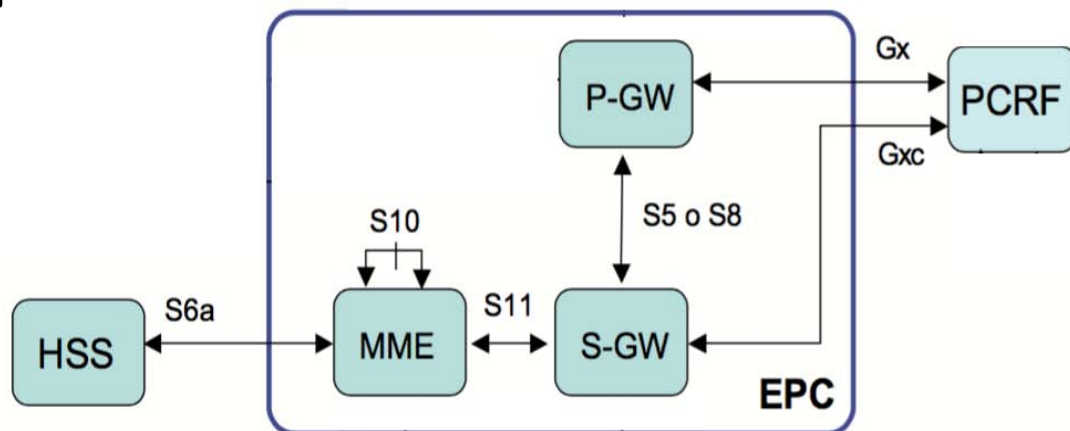 P-GW
Gx
PCRF
Gxc
S5 o S8
S10
S6a
S11
HSS
MME
S-GW
EPC